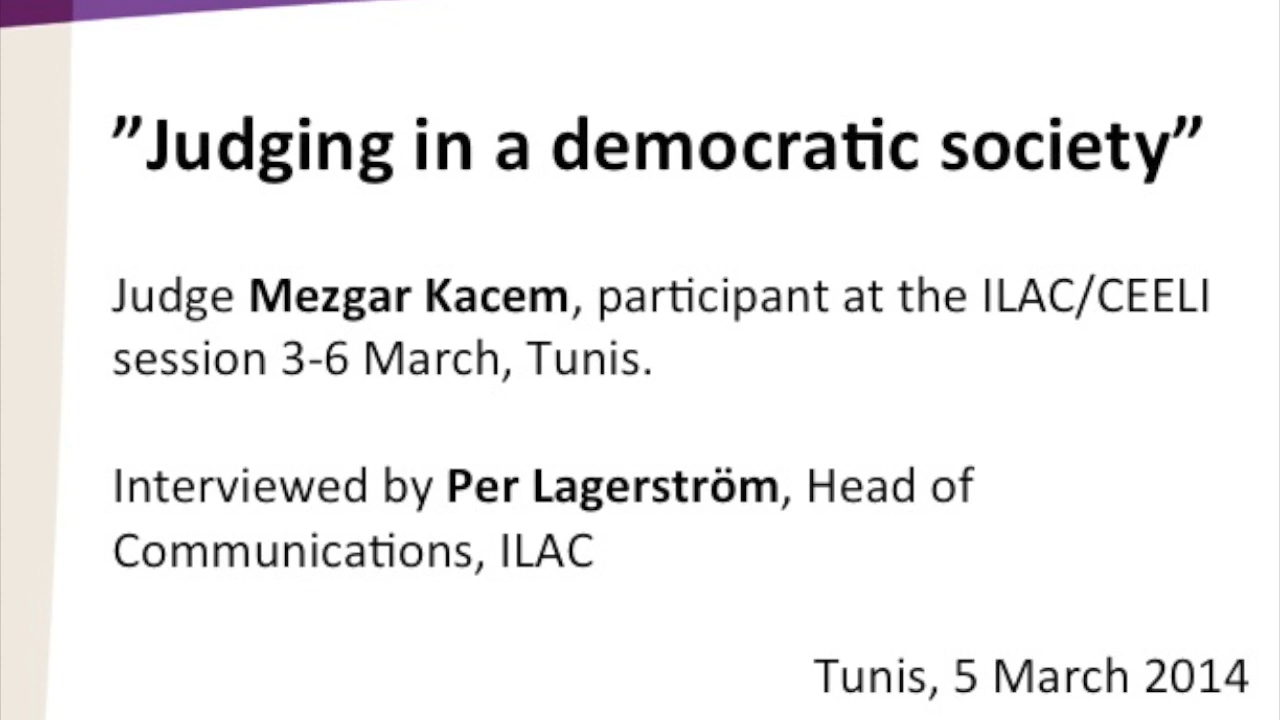 ”Judging in a democratic society”
Judge Mezgar Kacem, participant at the ILAC/CEELI
session 3-6 March, Tunis.
Interviewed by Per Lagerström, Head of
Communications, ILAC
Tunis, 5 March 2014